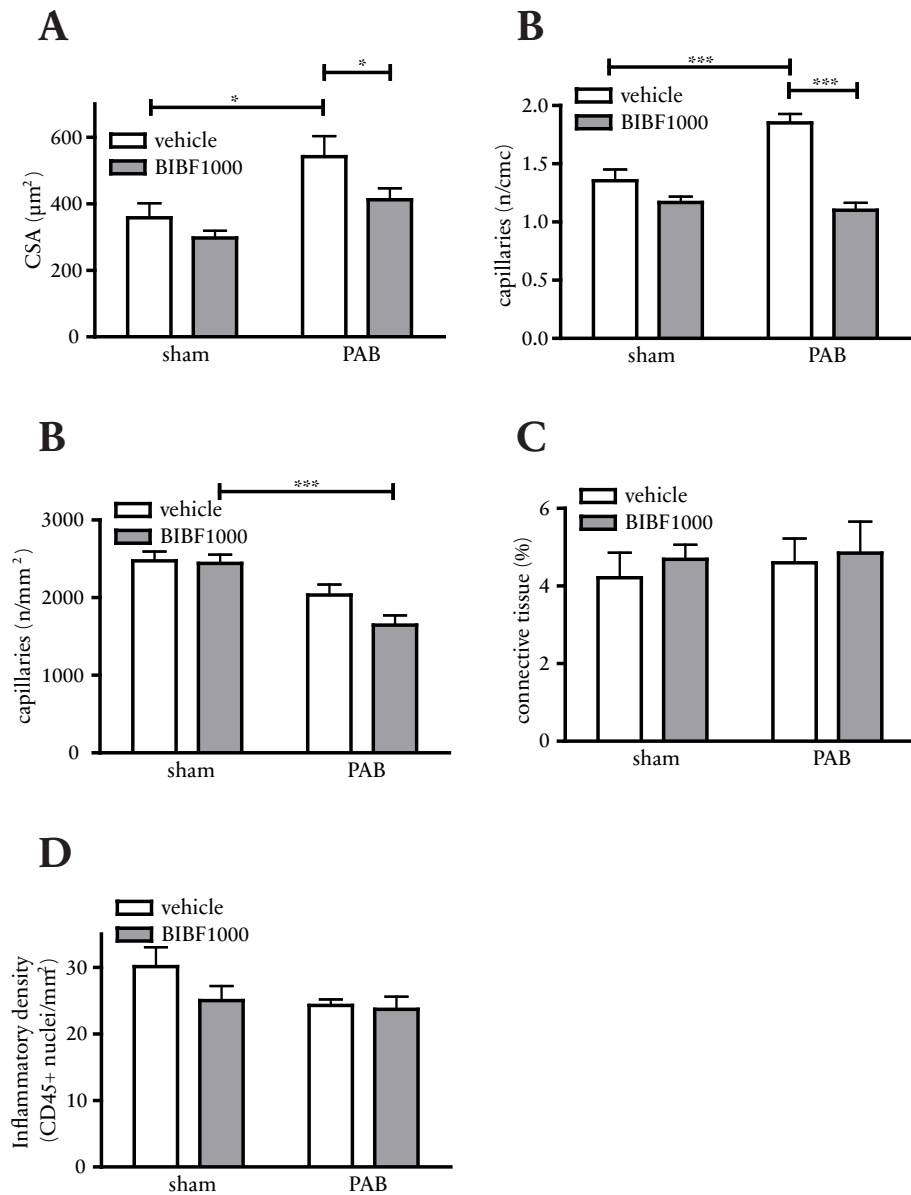 A
*
*
vehicle
BIBF1000
CSA (µm²)
600
400
200
0
sham
PAB
B
***
***
vehicle
BIBF1000
capillaries (n/cmc)
2.0
1.5
1.0
0.5
0.0
sham
PAB
B
***
vehicle
BIBF1000
capillaries (n/mm²)
3000
2000
1000
0
sham
PAB
C
vehicle
BIBF1000
connective tissue (%)
6
4
2
0
sham
PAB
D
vehicle
BIBF1000
Inflammatory density
(CD45+ nuclei/mm²)
30
20
10
0
sham
PAB